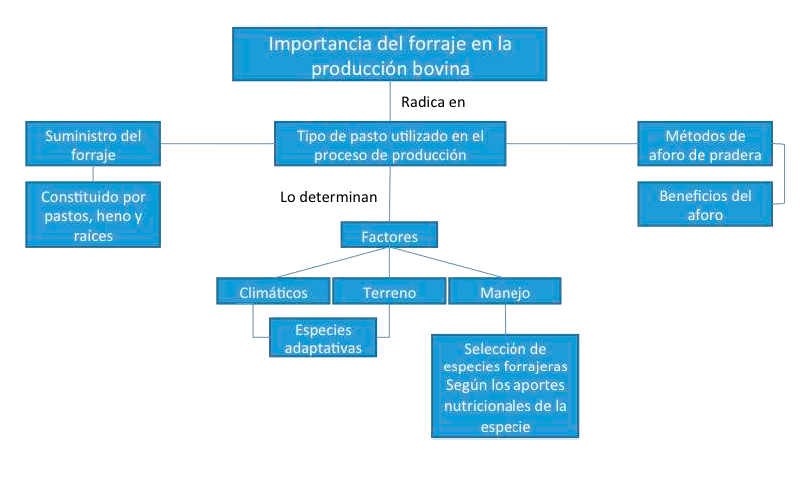 Importancia del forraje en la
producción bovina
Radica en
Suministro del
forraje
Tipo de pasto utilizado en el
proceso de producción
Métodos de
aforo de pradera
Constituido por
pastos, heno y
raíces
Beneficios del
aforo
Lo determinan
Factores
Climáticos
Terreno
Manejo
Especies
adaptativas
Selección de
especies forrajeras
Según los aportes
nutricionales de la
especie